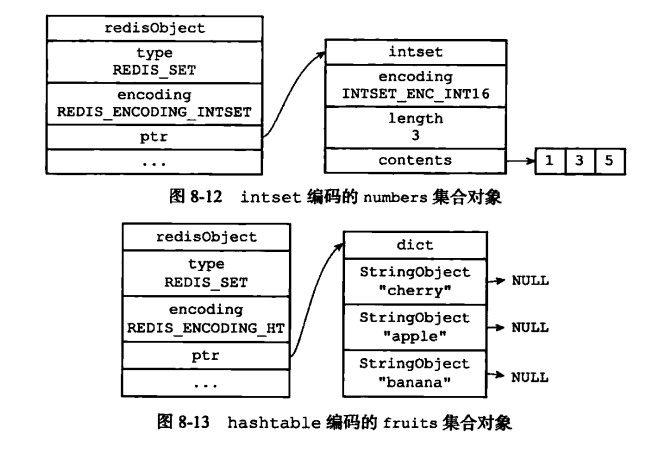 redisObject
type
REDIS_SET
encoding
REDIS_ENCODING_INTSET
ptr
...
intset
encoding
INTSET_ENC_INT16
length
3
contents
1 3 5
图 8-12 intset 编码的 numbers 集合对象
redisObject
type
REDIS_SET
encoding
REDIS_ENCODING_HT
ptr
...
dict
StringObject
"cherry"
NULL
StringObject
"apple"
NULL
StringObject
"banana"
NULL
图 8-13 hashtable 编码的 fruits 集合对象